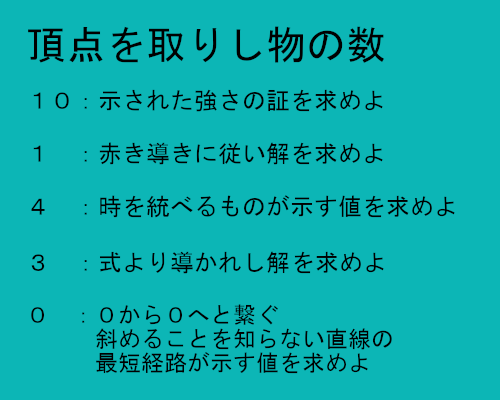 頂点を取りし物の数
１０：示された強さの証を求めよ
１　：赤き導きに従い解を求めよ
４　：時を統べるものが示す値を求めよ
３　：式より導かれし解を求めよ
０　：０から０へと繋ぐ
斜めることを知らない直線の
最短経路が示す値を求めよ